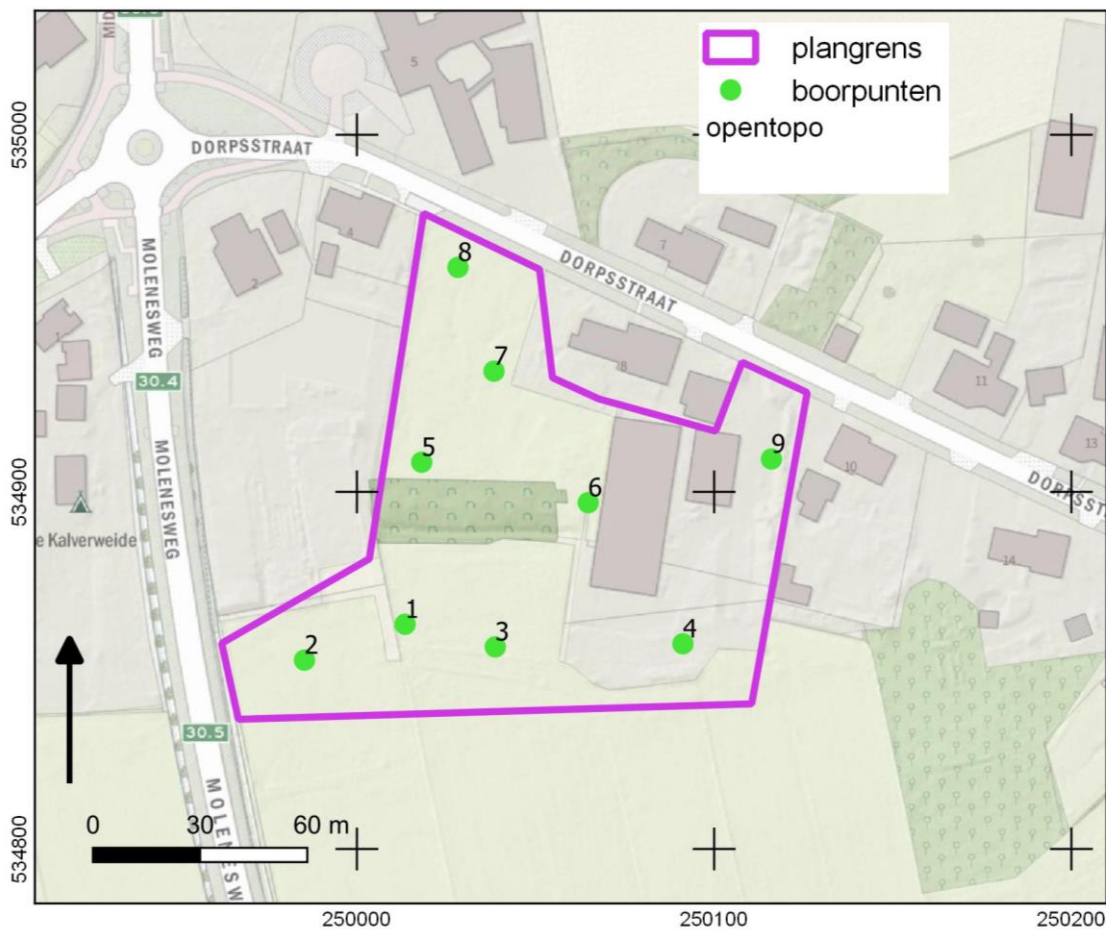 plangrens
boorpunten
opentopo
MID
5
DORPSSTRAAT
DORPSSTRAAT
DORPSST
MOLENESWEG
MOLENESWEG
MOLENESW
30.4
30.5
e Kalverweide
1
2
4
7
8
10
11
13
14
8
7
5
6
9
1
2
3
4
0 30 60 m
535000
534900
534800
250000
250100
250200